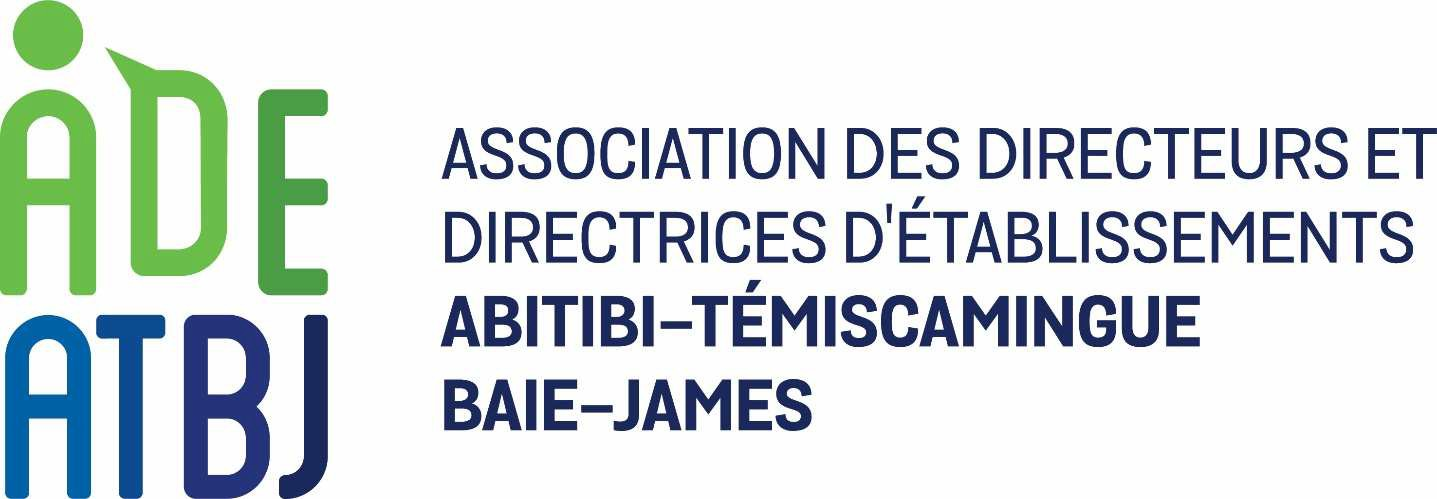 ADE
ATBJ
ASSOCIATION DES DIRECTEURS ET
DIRECTRICES D'ÉTABLISSEMENTS
ABITIBI–TÉMISCAMINGUE
BAIE–JAMES